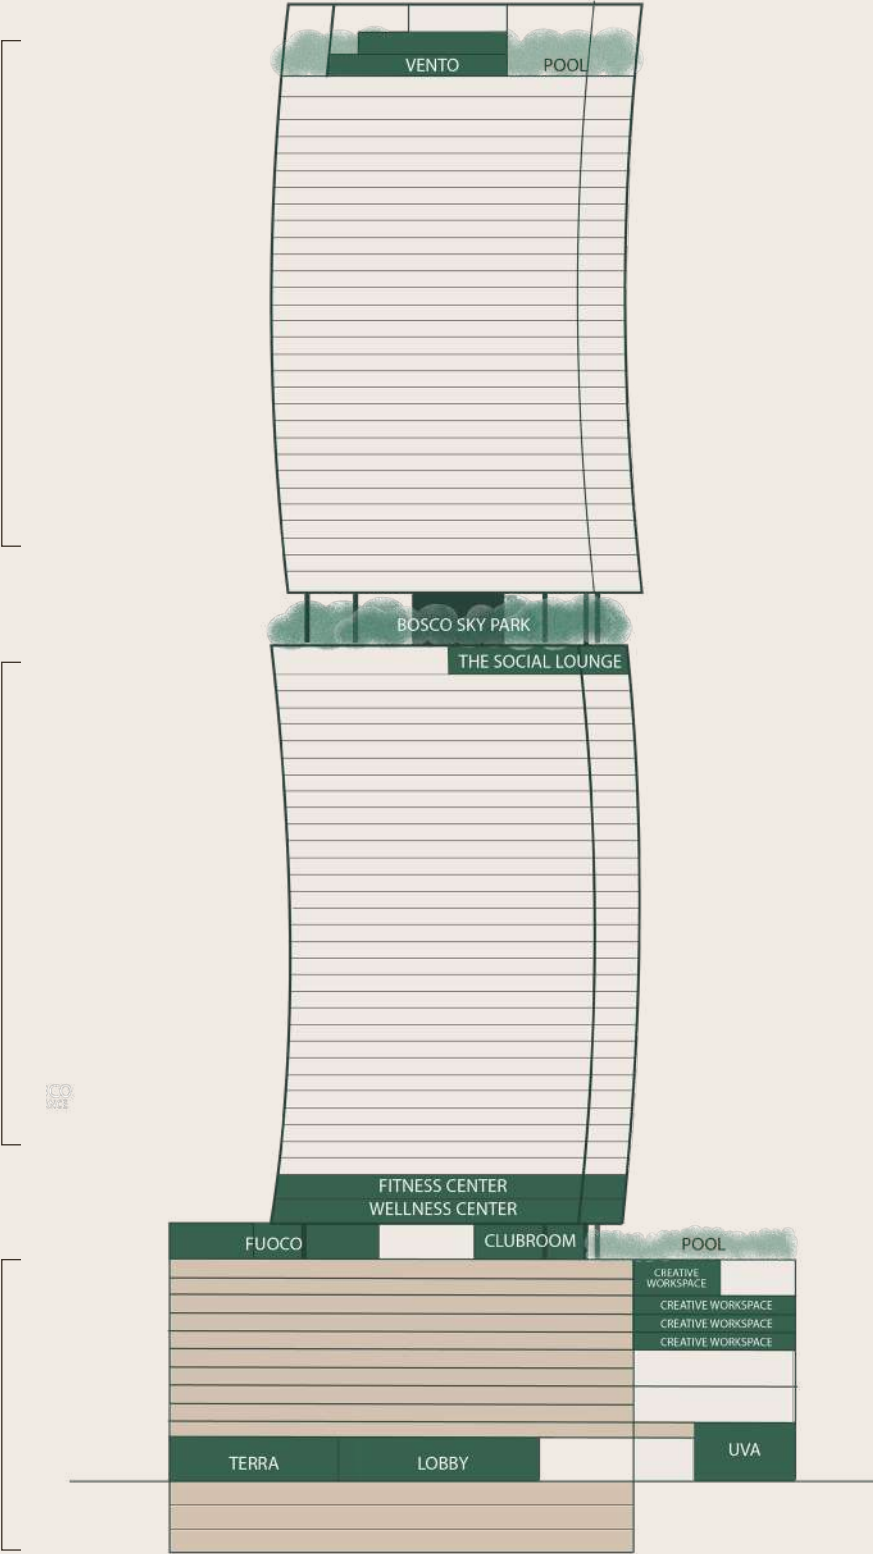 VENTO
POOL
BOSCO SKY PARK
THE SOCIAL LOUNGE
FITNESS CENTER
WELLNESS CENTER
FUOCO
CLUBROOM
POOL
CREATIVE
WORKSPACE
CREATIVE WORKSPACE
CREATIVE WORKSPACE
CREATIVE WORKSPACE
UVA
TERRA
LOBBY